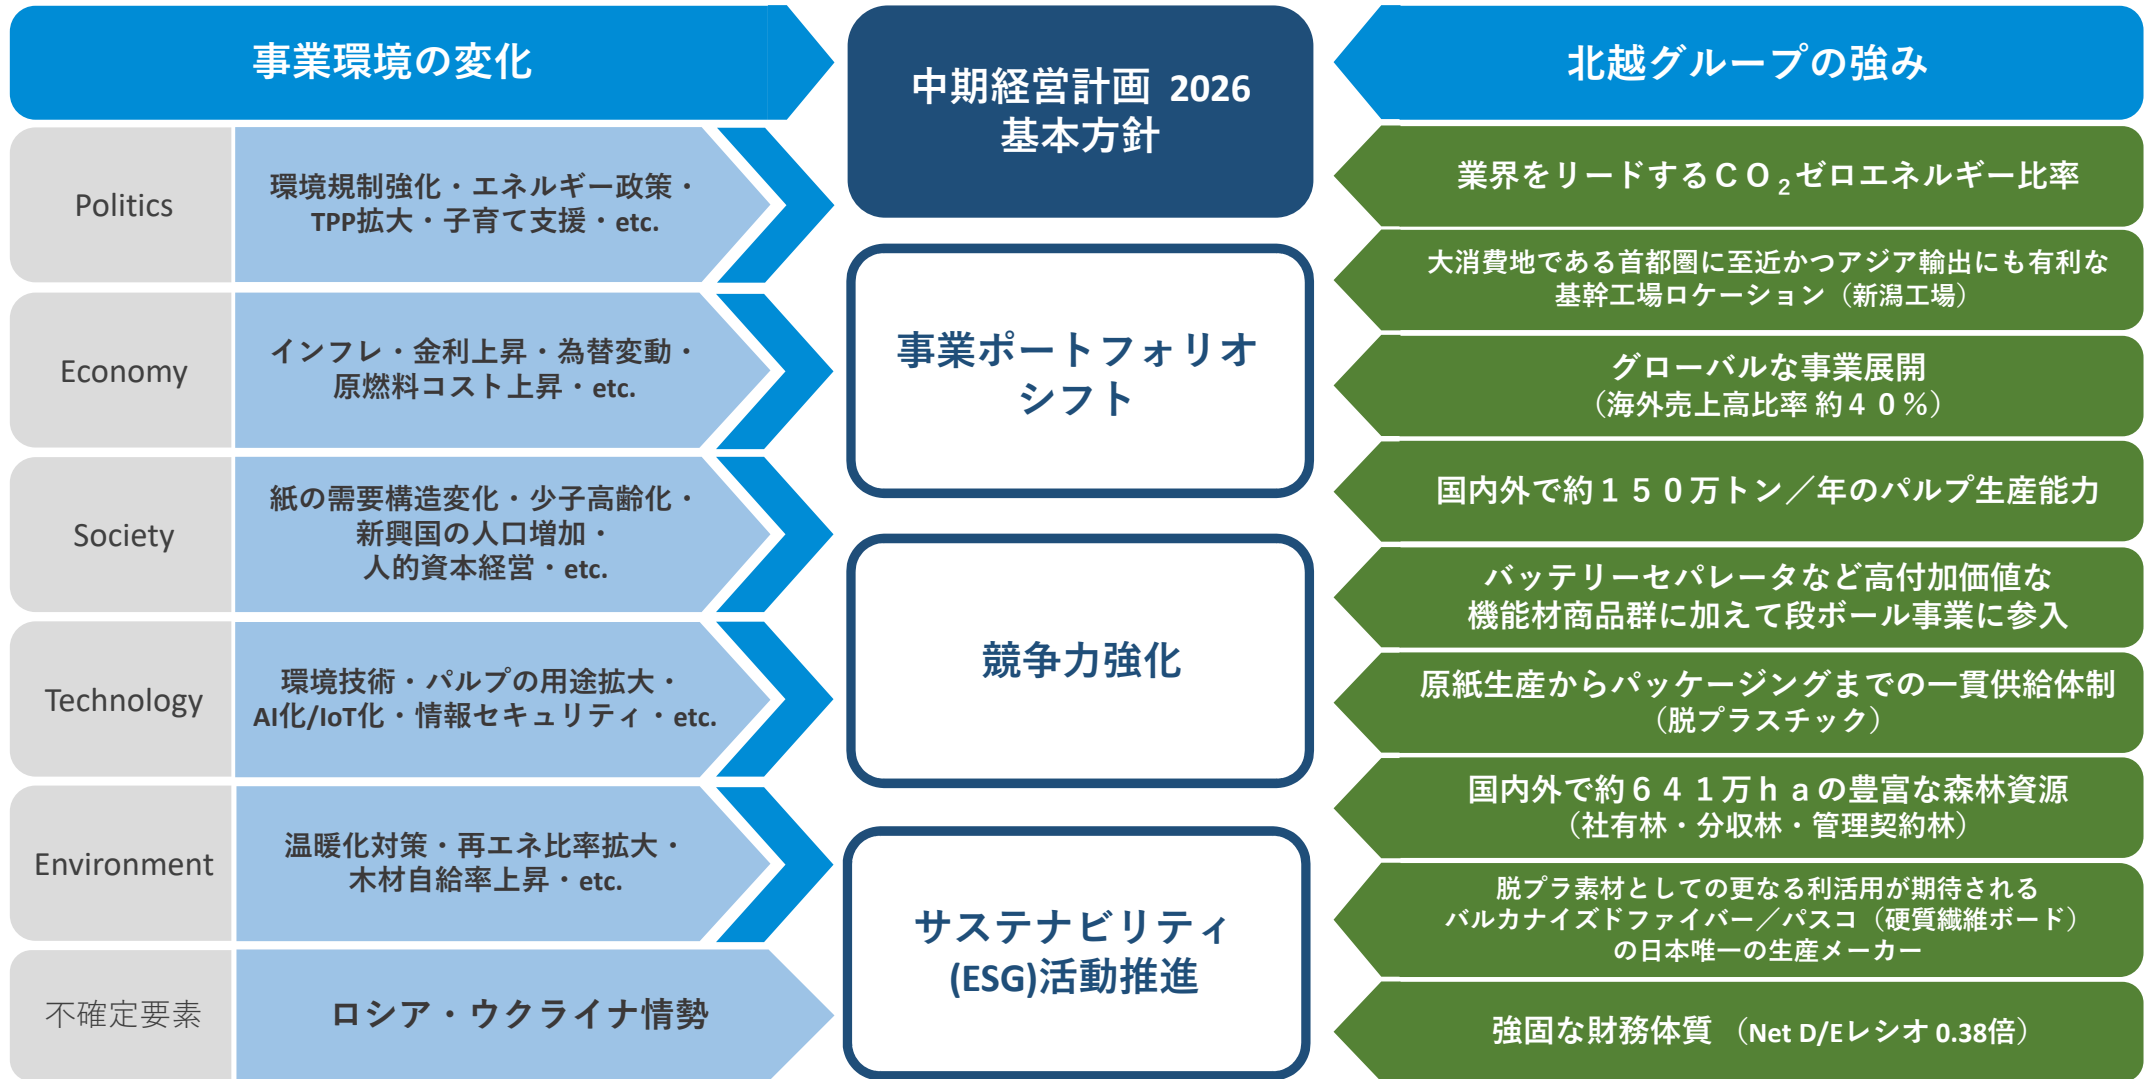 事業環境の変化
Politics
環境規制強化・エネルギー政策・
TPP拡大・子育て支援・etc.
Economy
インフレ・金利上昇・為替変動・
原燃料コスト上昇・etc.
Society
紙の需要構造変化・少子高齢化・
新興国の人口増加・
人的資本経営・etc.
Technology
環境技術・パルプの用途拡大・
AI化/IoT化・情報セキュリティ・etc.
Environment
温暖化対策・再エネ比率拡大・
木材自給率上昇・etc.
不確定要素
ロシア・ウクライナ情勢
中期経営計画 2026
基本方針
事業ポートフォリオ
シフト
競争力強化
サステナビリティ
(ESG)活動推進
北越グループの強み
業界をリードするＣＯ₂ゼロエネルギー比率
大消費地である首都圏に至近かつアジア輸出にも有利な
基幹工場ロケーション（新潟工場）
グローバルな事業展開
（海外売上高比率 約４０％）
国内外で約１５０万トン／年のパルプ生産能力
バッテリーセパレータなど高付加価値な
機能材商品群に加えて段ボール事業に参入
原紙生産からパッケージングまでの一貫供給体制
（脱プラスチック）
国内外で約６４１万ｈａの豊富な森林資源
（社有林・分収林・管理契約林）
脱プラ素材としての更なる利活用が期待される
バルカナイズドファイバー／パスコ（硬質繊維ボード）
の日本唯一の生産メーカー
強固な財務体質 （Net D/Eレシオ 0.38倍）